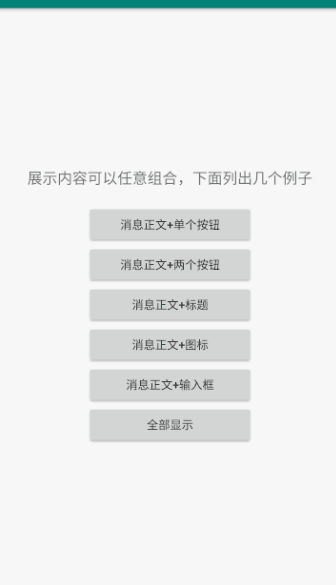 展示内容可以任意组合，下面列出几个例子
消息正文+单个按钮
消息正文+两个按钮
消息正文+标题
消息正文+图标
消息正文+输入框
全部显示